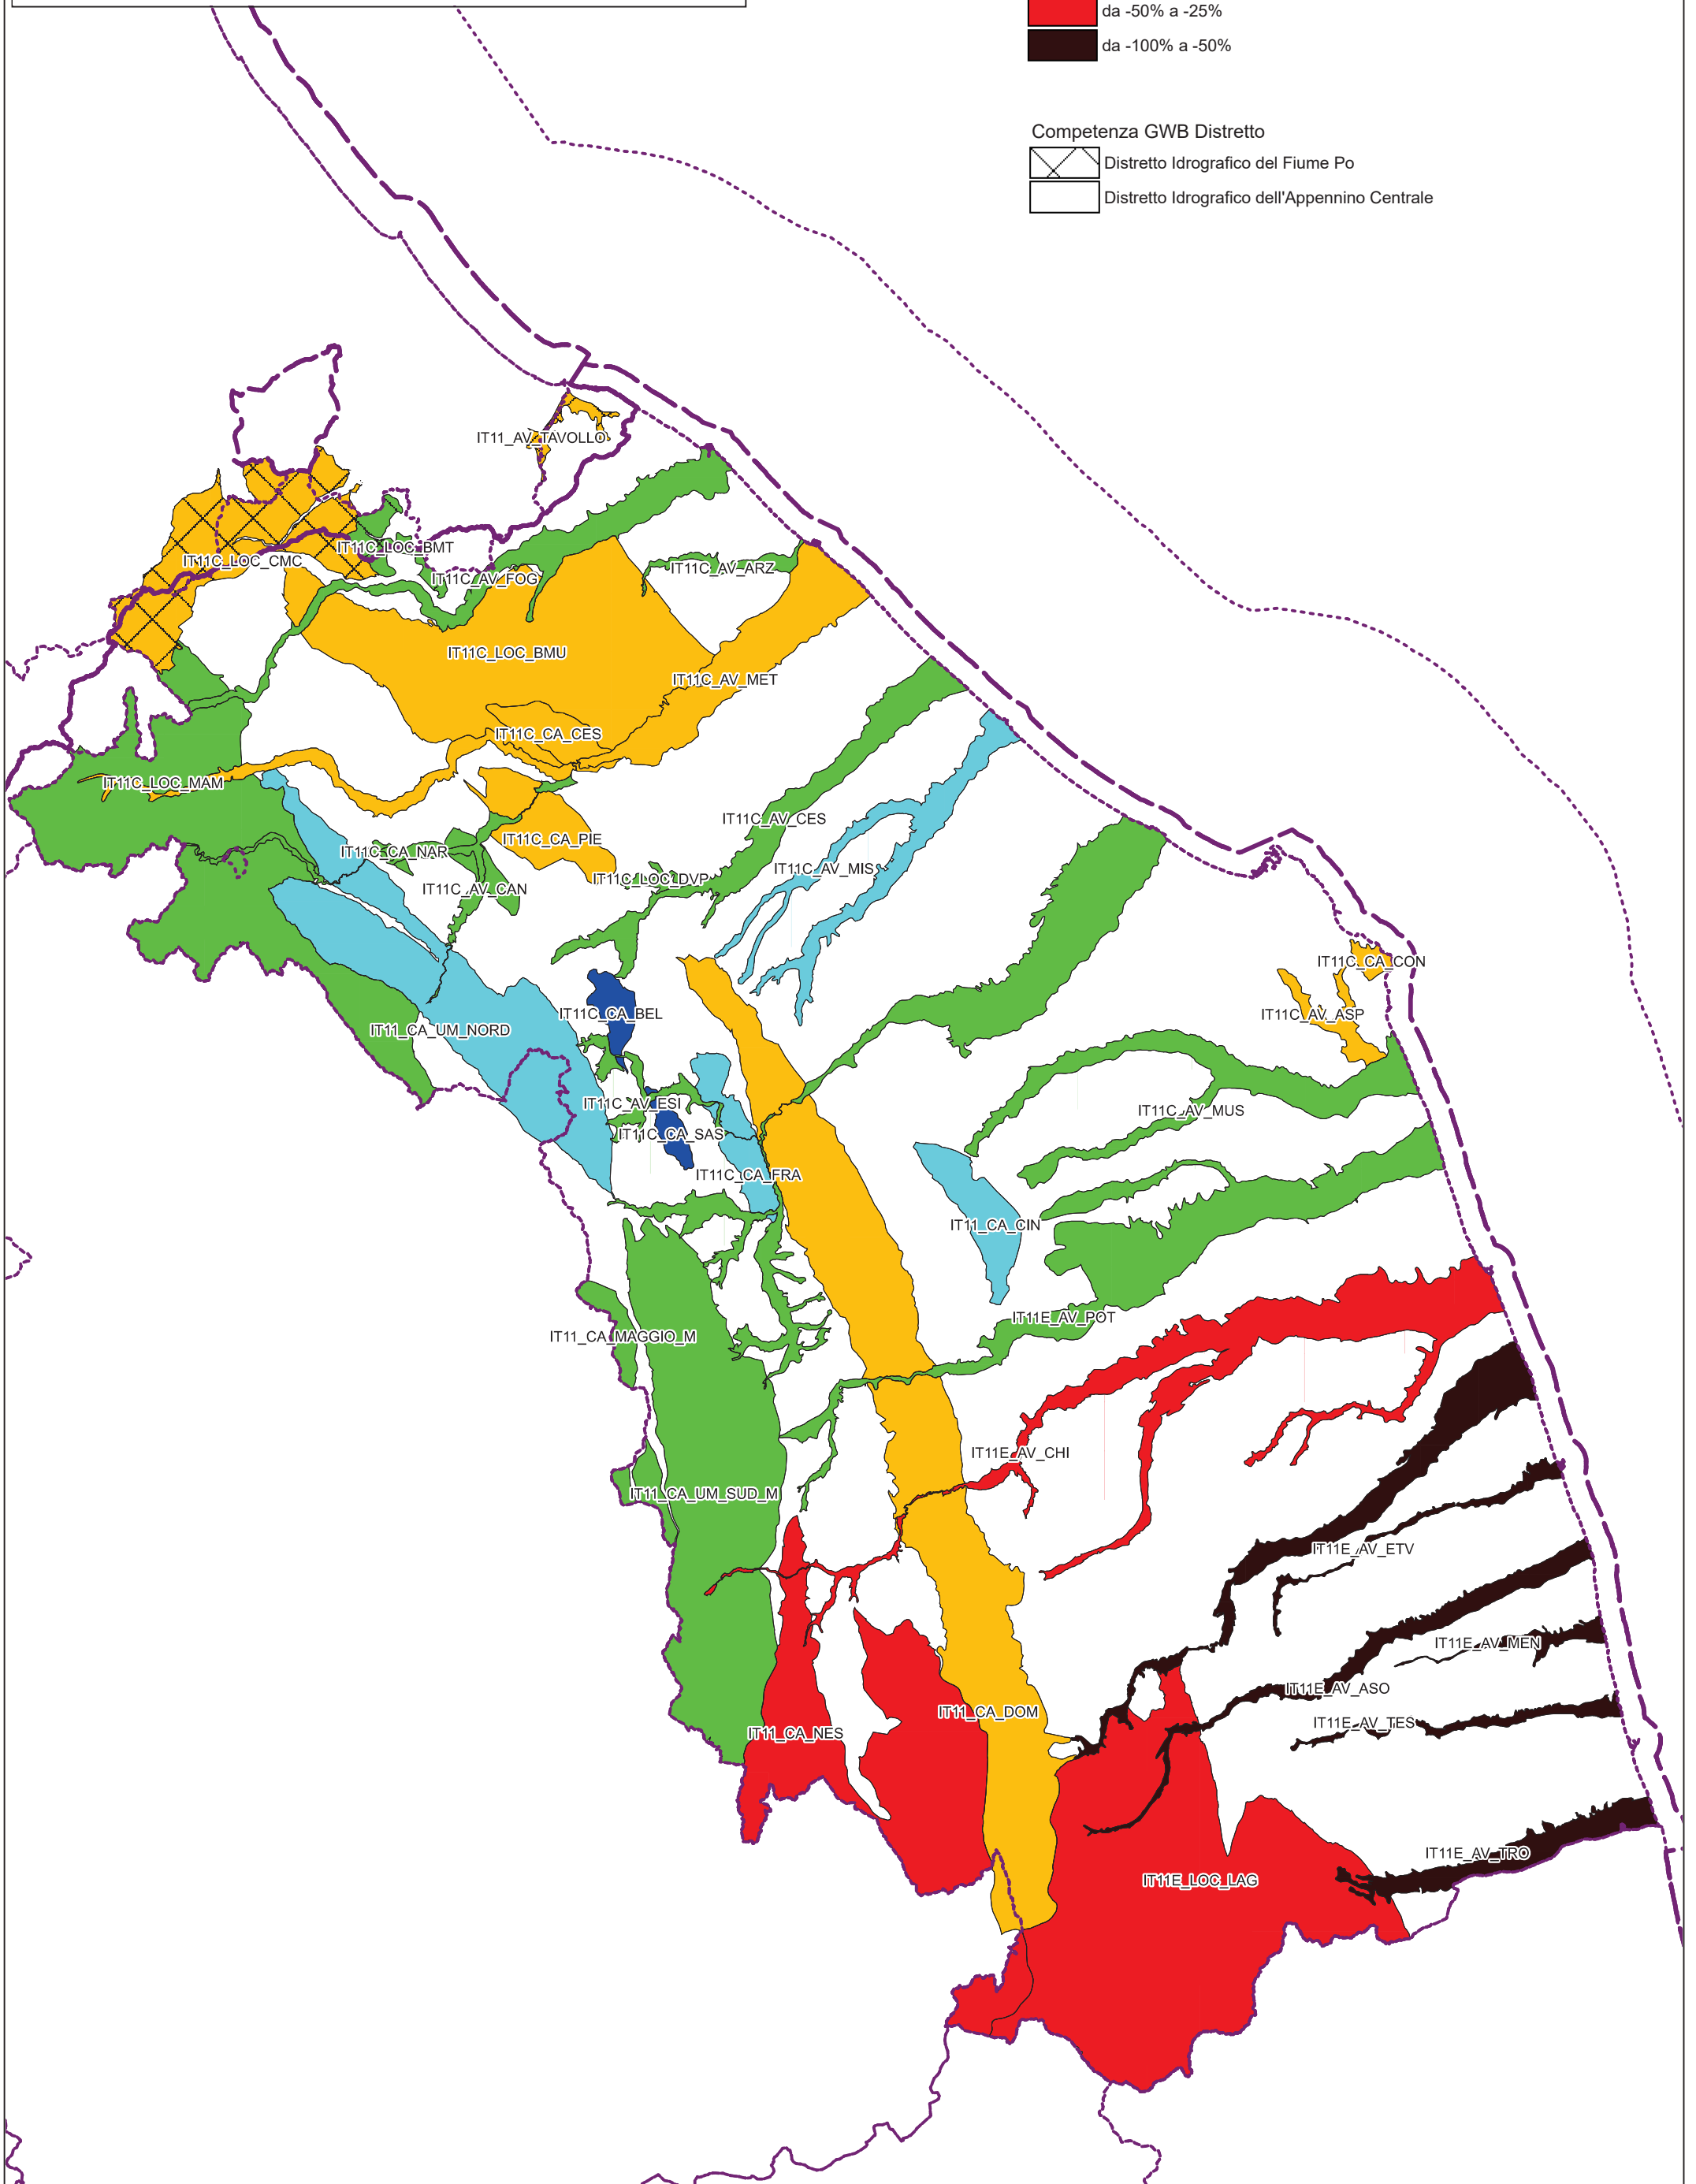 da -50% a -25%
da -100% a -50%
Competenza GWB Distretto
Distretto Idrografico del Fiume Po
Distretto Idrografico dell'Appennino Centrale
IT11_AV_TAVOLLO
IT11C_LOC_BMT
IT11C_LOC_CMC
IT11C_AV_ARZ
IT11C_AV_FOG
IT11C_LOC_BMU
IT11C_AV_MET
IT11C_CA_CES
IT11C_LOC_MAM
IT11C_AV_CES
IT11C_CA_PIE
IT11C_CA_NAR
IT11C_AV_MIS
IT11C_LOC_DVP
IT11C_AV_CAN
IT11C_CA_CON
IT11C_CA_BEL
IT11C_AV_ASP
IT11_CA_UM_NORD
IT11C_AV_ESI
IT11C_AV_MUS
IT11C_CA_SAS
IT11C_CA_FRA
IT11_CA_CIN
IT11E_AV_POT
IT11_CA_MAGGIO_M
IT11E_AV_CHI
IT11_CA_UM_SUD_M
IT11E_AV_ETV
IT11E_AV_MEN
IT11E_AV_ASO
IT11_CA_DOM
IT11E_AV_TES
IT11_CA_NES
IT11E_AV_TRO
IT11E_LOC_LAG